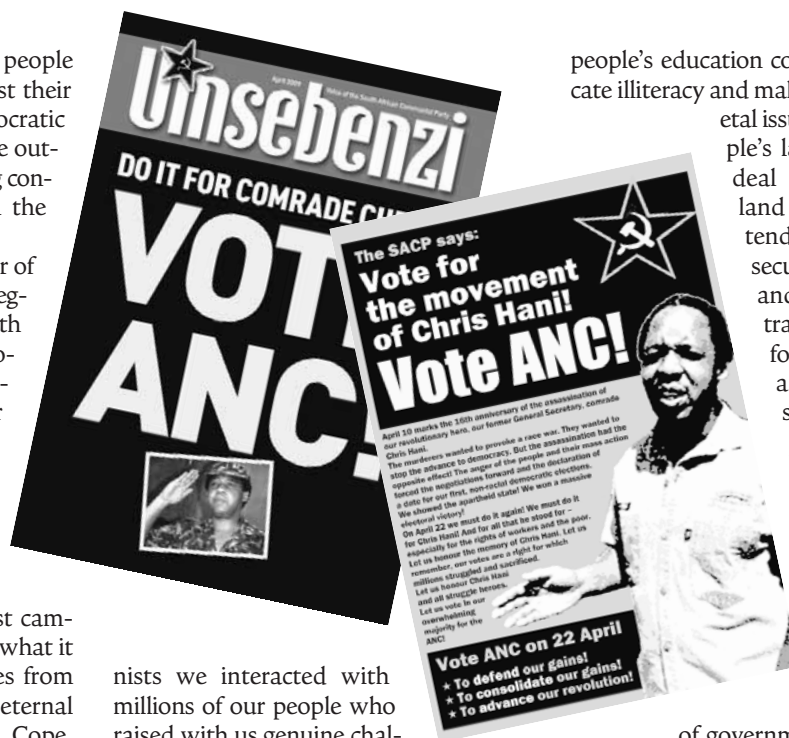 people
st their
ocratic
e out-
g con-
the
r of
eg-
th
o-
-
r
st cam-
what it
es from
eternal
Cope
nists we interacted with
millions of our people who
raised with us genuine chal-
Umsebenzi
April 2009
Voice of the South African Communist Party
DO IT FOR COMRADE
VOTE
ANC!
The SACP says:
Vote for
the movement
of Chris Hani!
Vote ANC!
April 10 marks the 16th anniversary of the assassination of
our revolutionary hero, our former General Secretary, comrade
Chris Hani.
The murderers wanted to provoke a race war. They wanted to
stop the advance to democracy. But the assassination had the
opposite effect! The anger of the people and their mass action
forced the negotiations forward and the declaration of
a date for our first, non-racial democratic elections.
We showed the apartheid state! We won a massive
electoral victory!
On April 22 we must do it again! We must do it
for Chris Hani! And for all that he stood for –
especially for the rights of workers and the poor.
Let us honour the memory of Chris Hani. Let us
remember, our votes are a right for which
millions struggled and sacrificed.
Let us honour Chris Hani
and all struggle heroes.
Let us vote in our
overwhelming
majority for the
ANC!
Vote ANC on 22 April
★ To defend our gains!
★ To consolidate our gains!
★ To advance our revolution!
people's education co
cate illiteracy and mal
etal issu
ple's la
deal
land
tend
secu
and
tra
fo
a
s
of governm